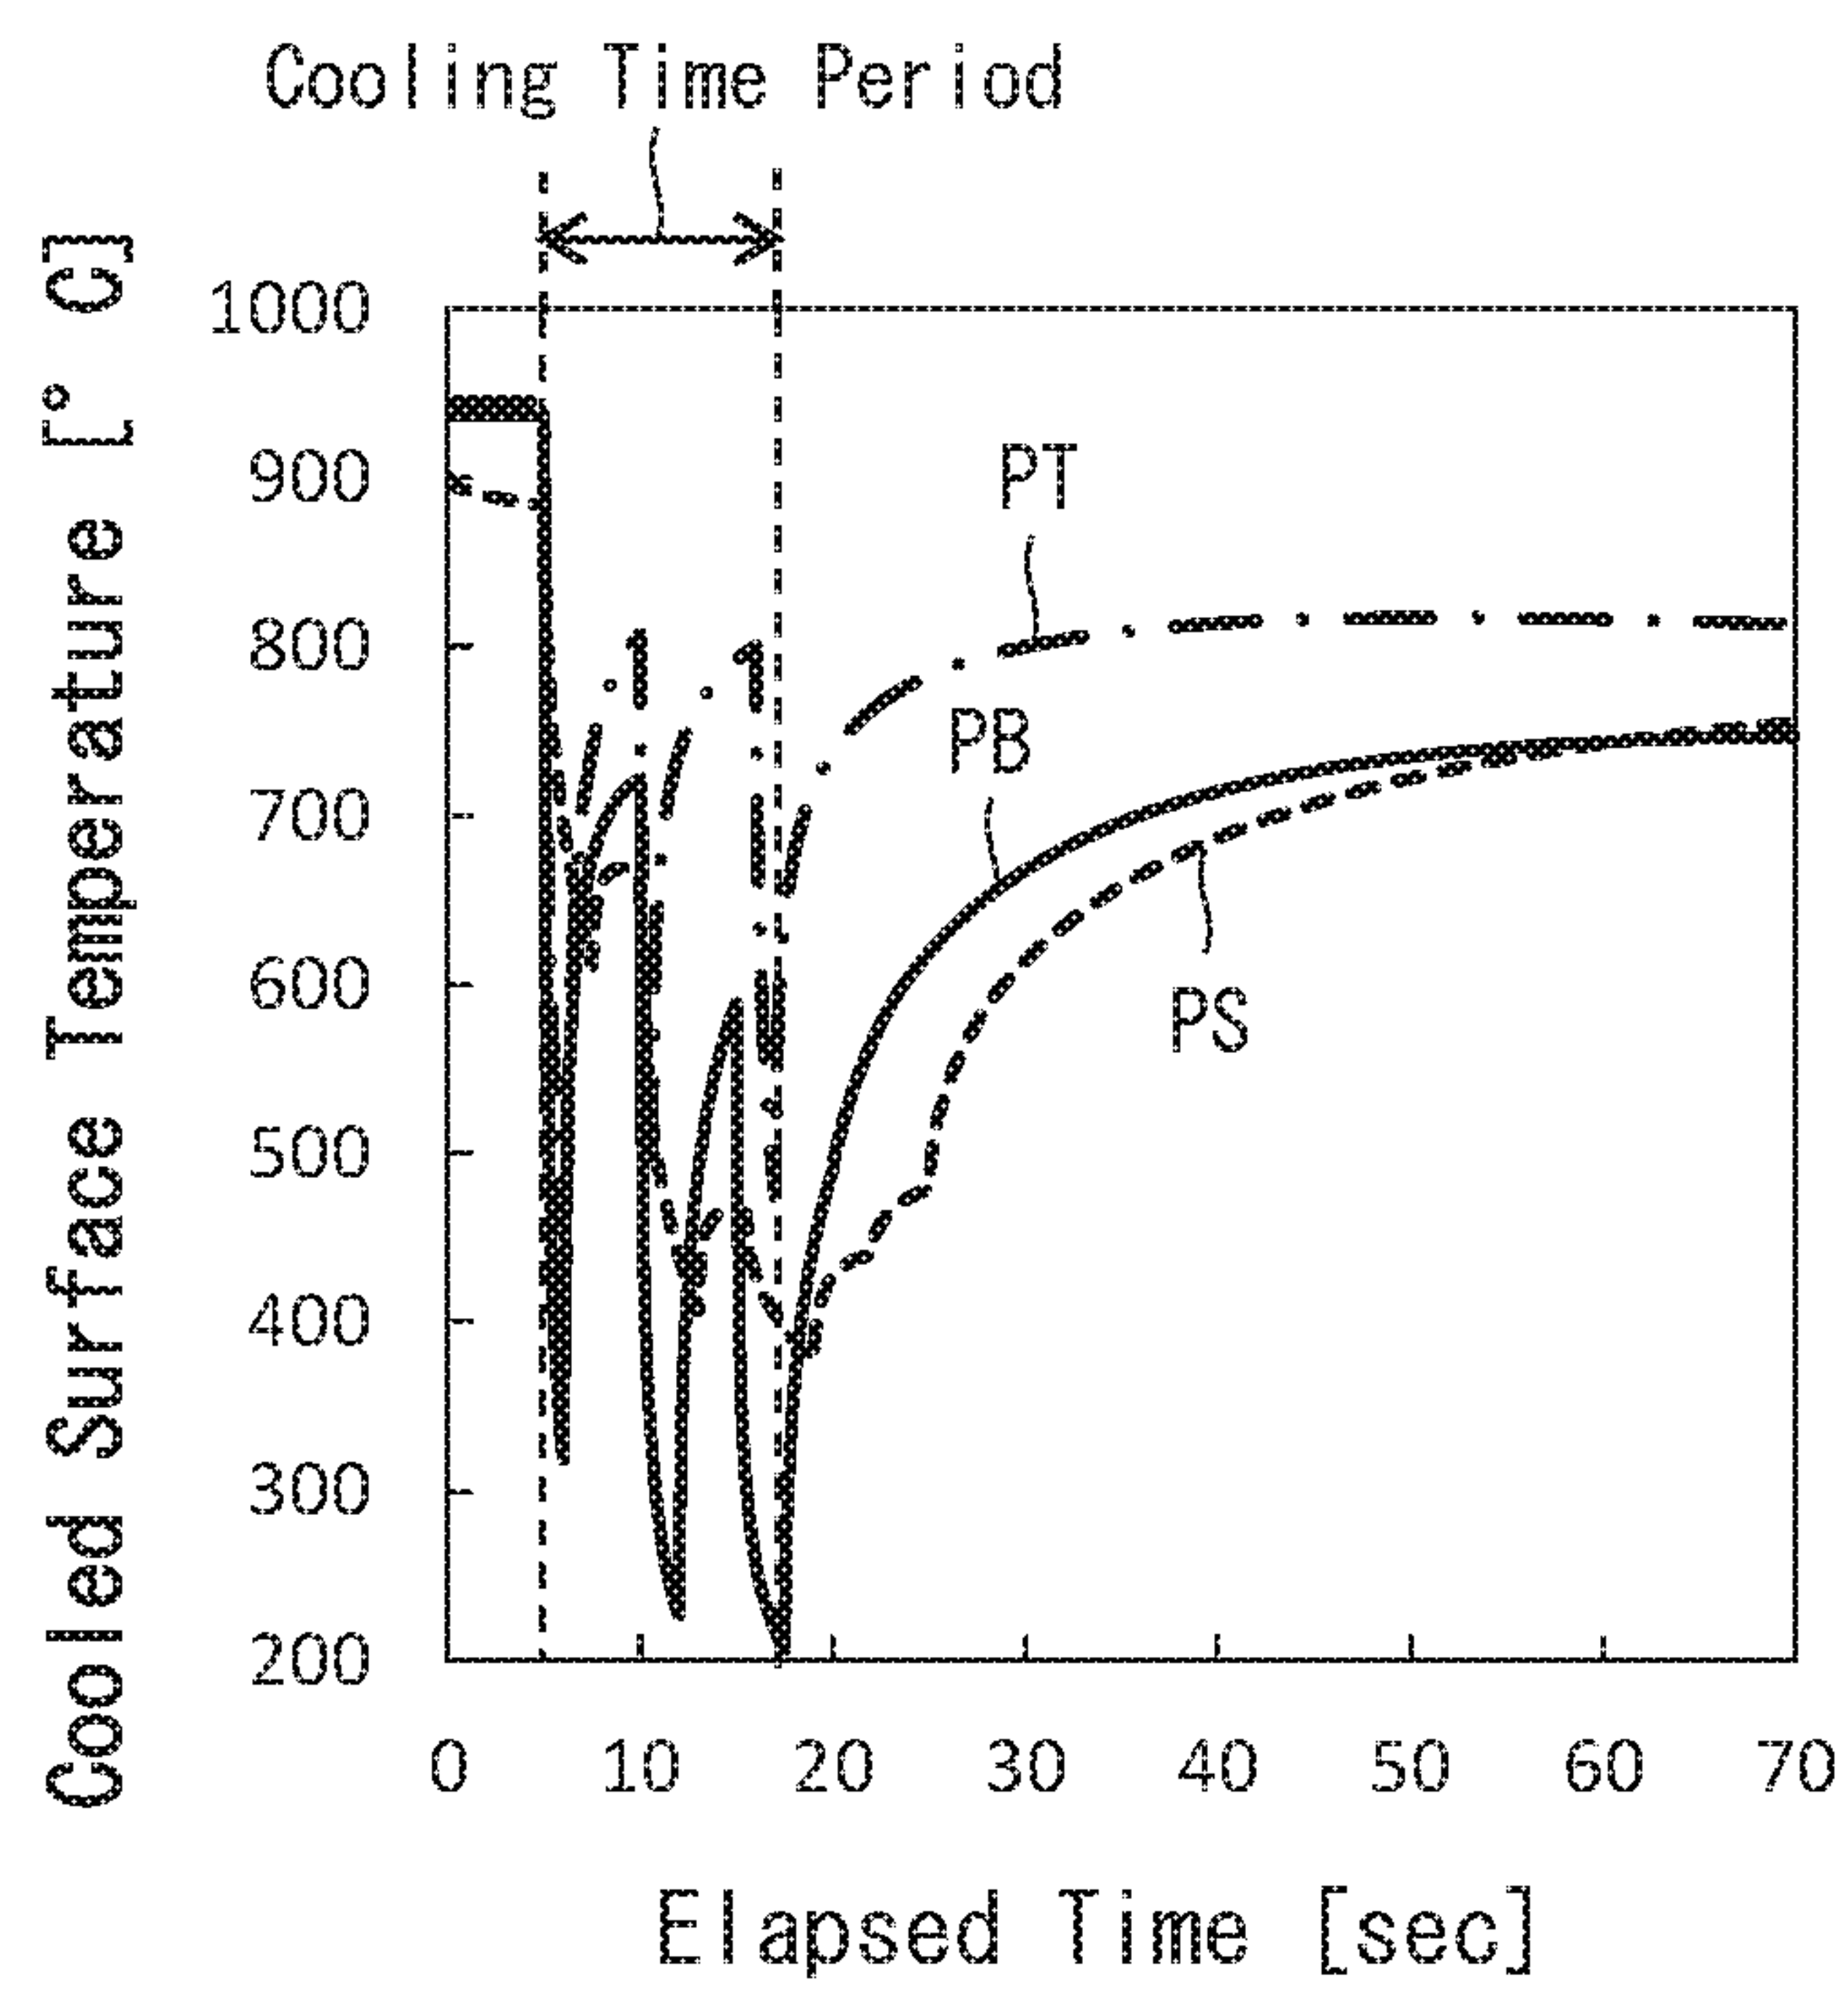 Cooling Time Period
Cooled Surface Temperature [° C]
1000
900
800
700
600
500
400
300
200
PT
PB
PS
0 10 20 30 40 50 60 70
Elapsed Time [sec]